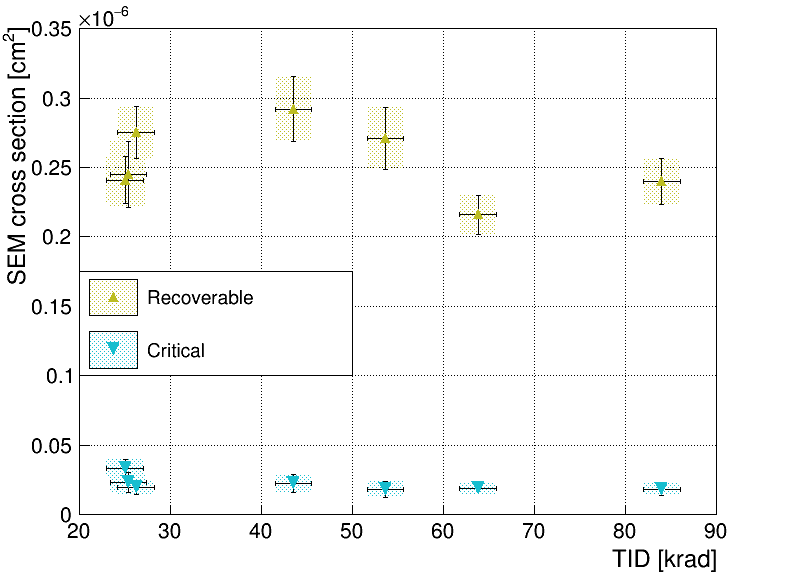 ×10⁻⁶
SEM cross section [cm²]
0.35
0.3
0.25
0.2
0.15
0.1
0.05
0
Recoverable
Critical
20 30 40 50 60 70 80 90
TID [krad]